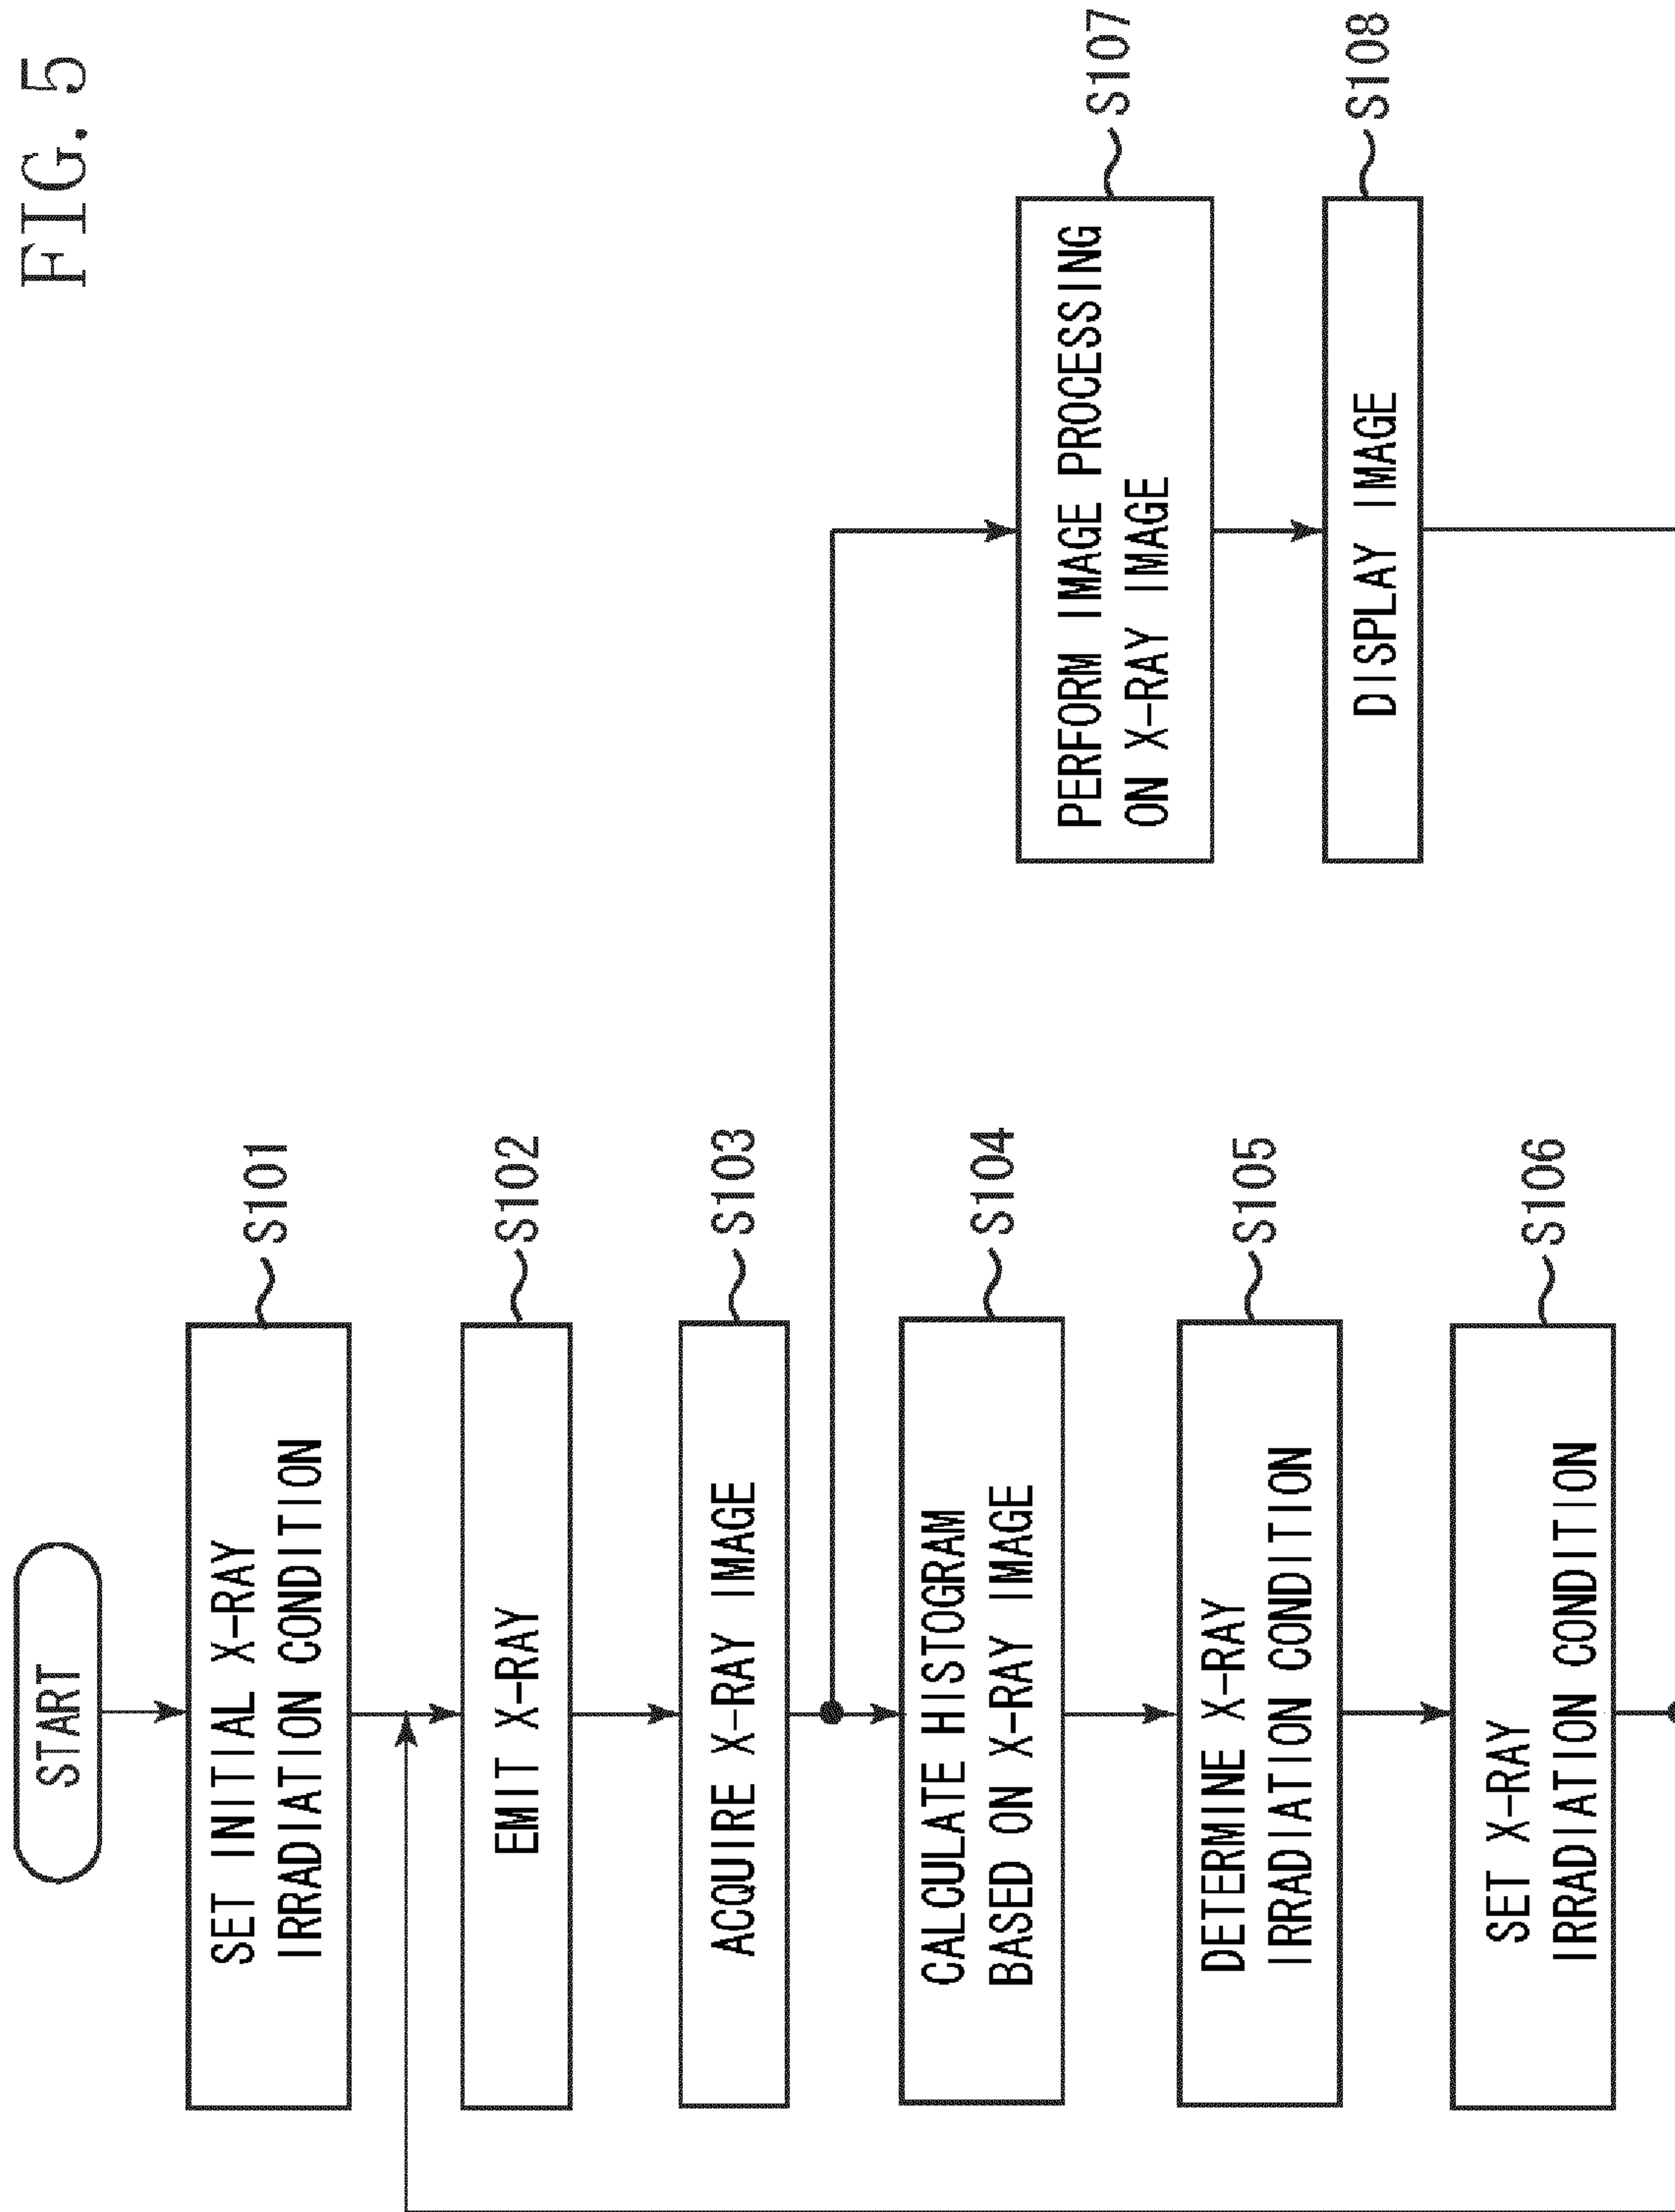 FIG. 5
START
SET INITIAL X-RAY
IRRADIATION CONDITION
S101
EMIT X-RAY
S102
ACQUIRE X-RAY IMAGE
S103
CALCULATE HISTOGRAM
BASED ON X-RAY IMAGE
S104
DETERMINE X-RAY
IRRADIATION CONDITION
S105
SET X-RAY
IRRADIATION CONDITION
S106
PERFORM IMAGE PROCESSING
ON X-RAY IMAGE
S107
DISPLAY IMAGE
S108